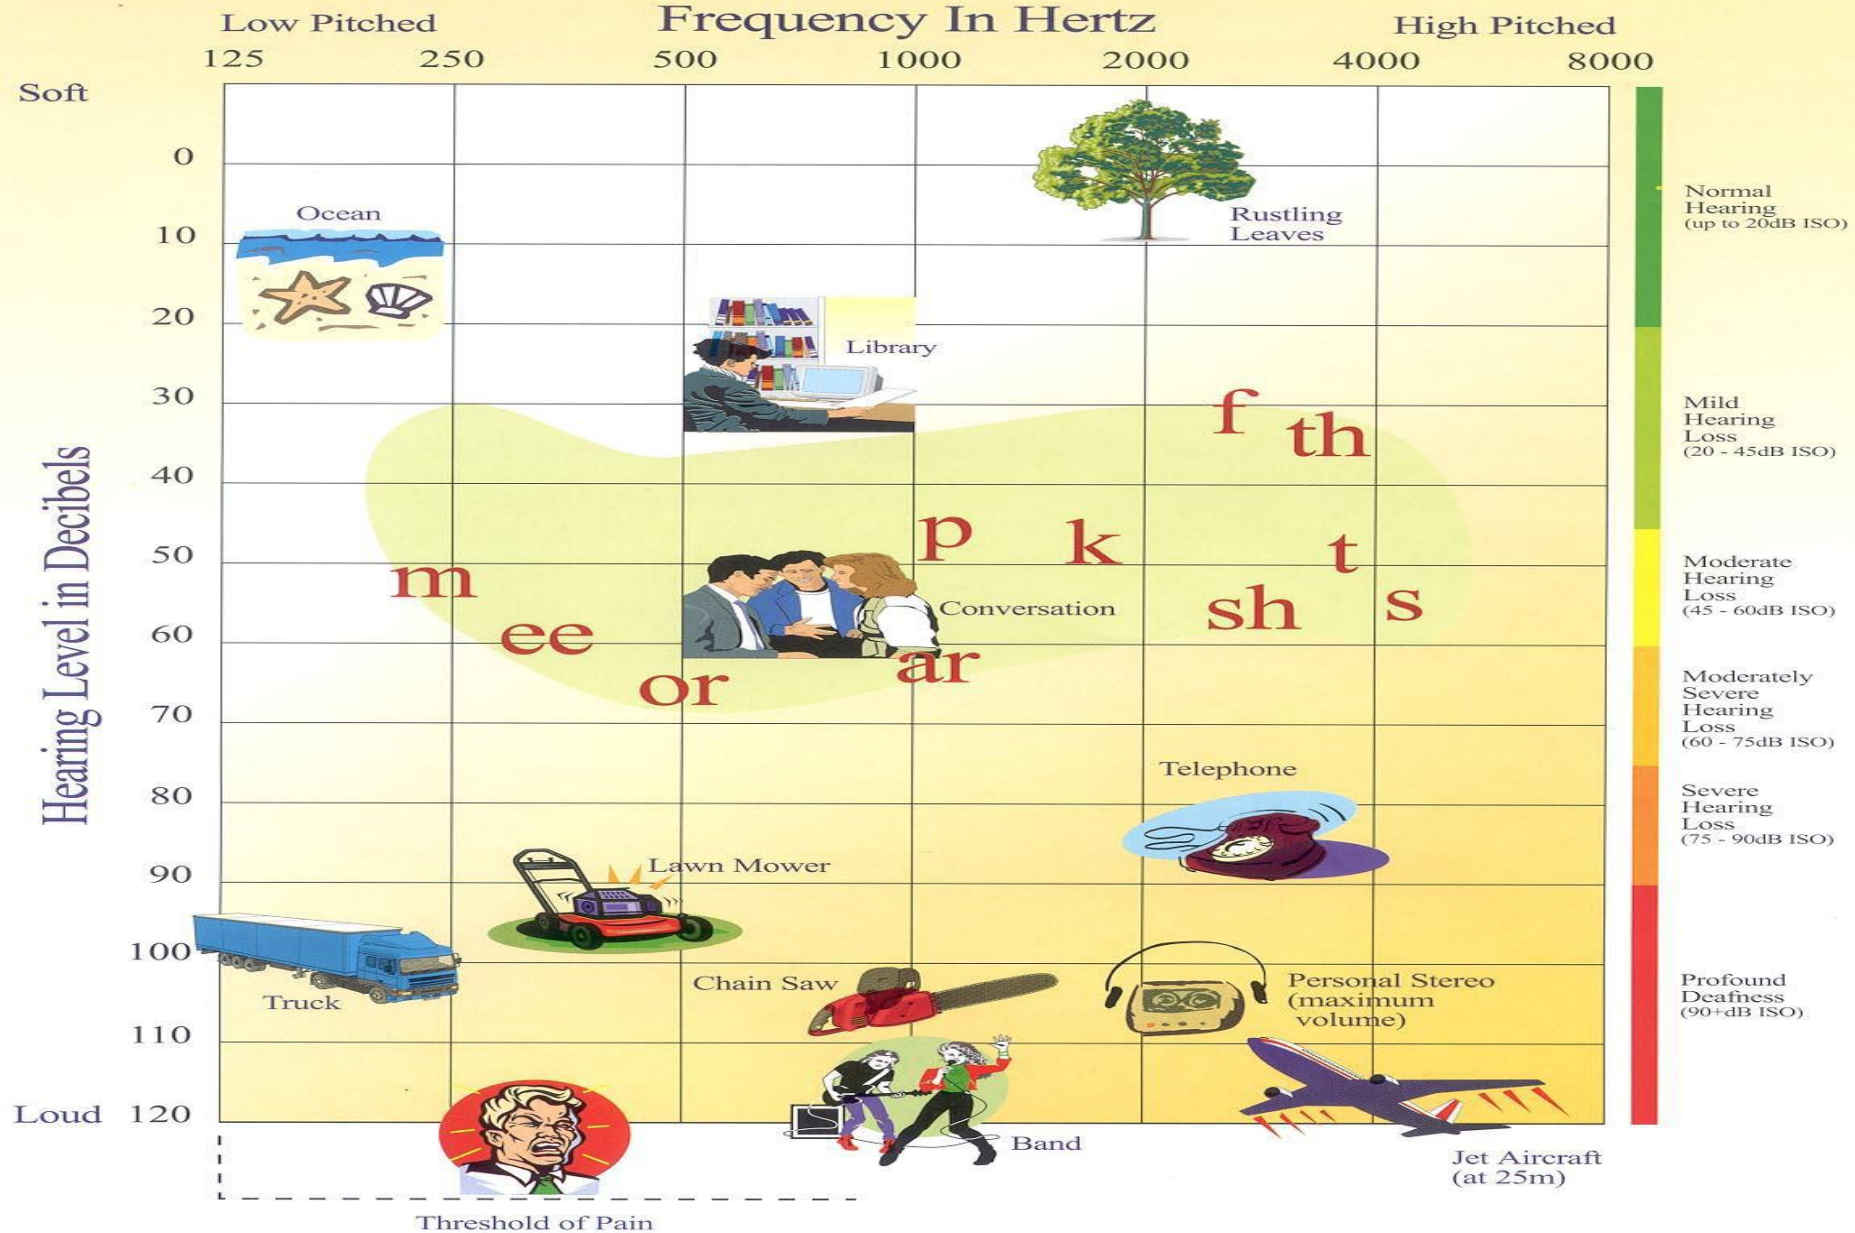 Low Pitched Frequency In Hertz High Pitched
125 250 500 1000 2000 4000 8000
Soft
0
10
20
30
40
50
60
70
80
90
100
110
Loud 120
Hearing Level in Decibels
Ocean
Rustling
Leaves
Library
f
th
p
k
t
m
sh
s
ee
Conversation
or
ar
Telephone
Lawn Mower
Truck
Chain Saw
Personal Stereo
(maximum
volume)
Band
Jet Aircraft
(at 25m)
Threshold of Pain
Normal
Hearing
(up to 20dB ISO)
Mild
Hearing
Loss
(20 - 45dB ISO)
Moderate
Hearing
Loss
(45 - 60dB ISO)
Moderately
Severe
Hearing
Loss
(60 - 75dB ISO)
Severe
Hearing
Loss
(75 - 90dB ISO)
Profound
Deafness
(90+dB ISO)